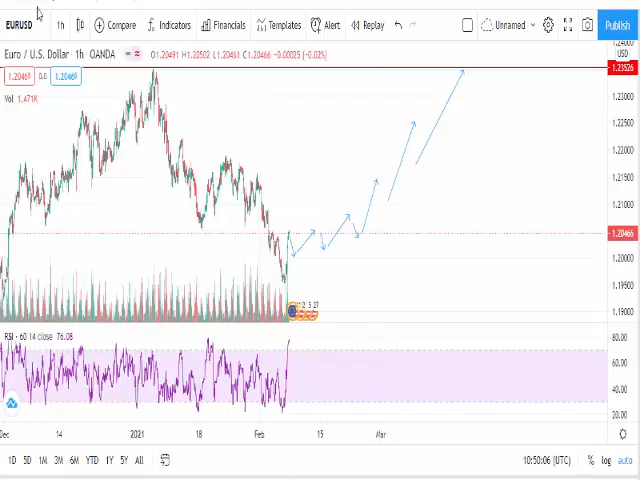 EURUSD 1h Compare Indicators Financials Templates Alert Replay Unnamed Publish
Euro / U.S. Dollar · 1h · OANDA O1.20491 H1.20502 L1.20461 C1.20466 −0.00025 (−0.02%)
USD
1.23526
1.20466 0.0 1.20466
Vol 1.471K
1.23000
1.22500
1.22000
1.21500
1.21000
1.20466
1.20000
1.19500
1.19000
RSI 60 14 close 76.08
80.00
60.00
40.00
20.00
Dec 14 2021 18 Feb 15 Mar
1D 5D 1M 3M 6M YTD 1Y 5Y All 10:50:06 (UTC) % log auto